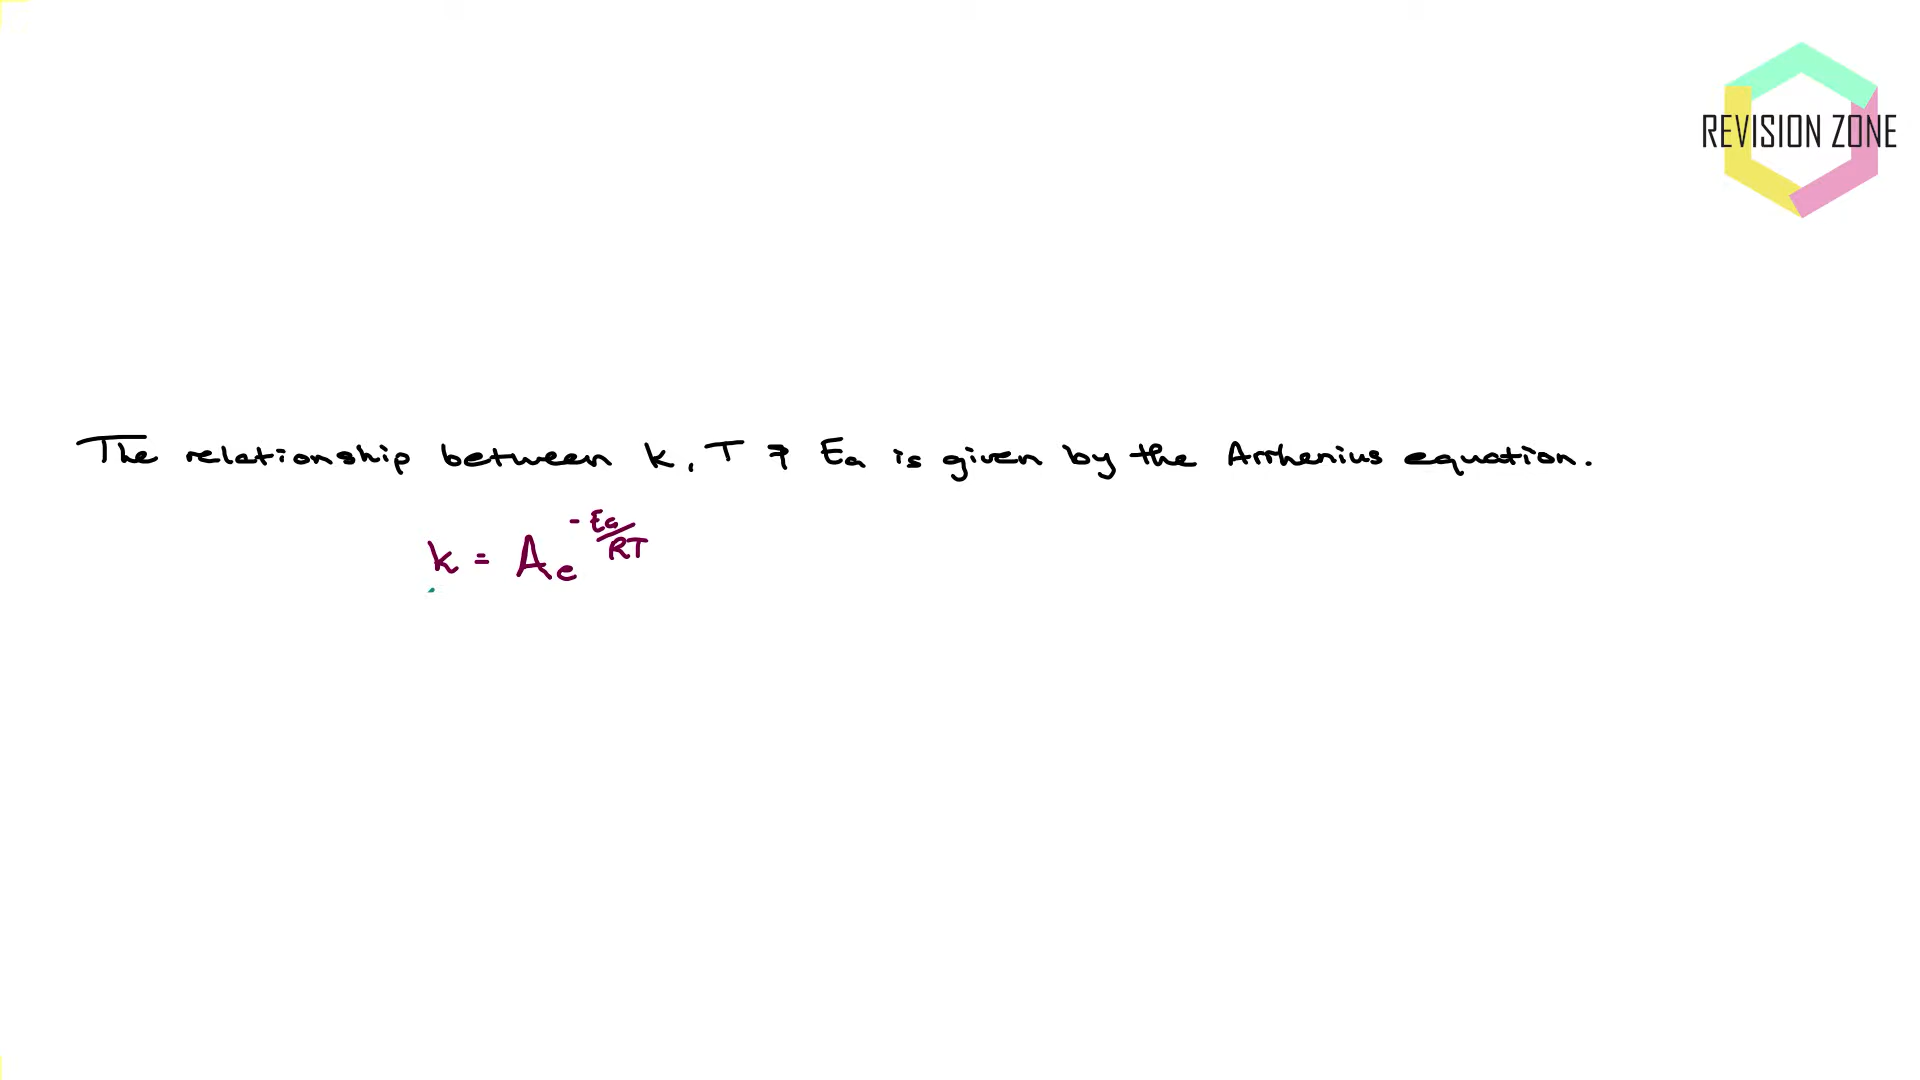 REVISION ZONE
The relationship between k, T & Ea is given by the Arrhenius equation.
k = Ae^-Ea/RT